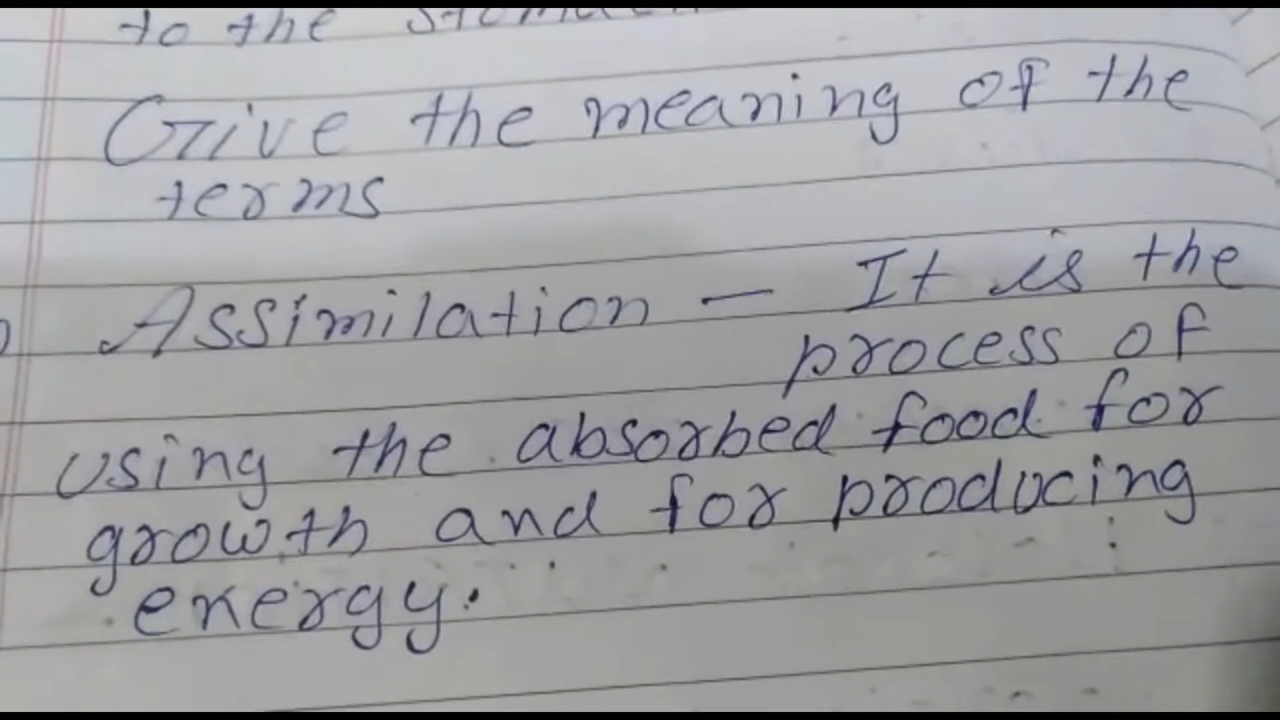 to the stomach
Give the meaning of the
terms
Assimilation - It is the
process of
using the absorbed food for
growth and for producing
energy.